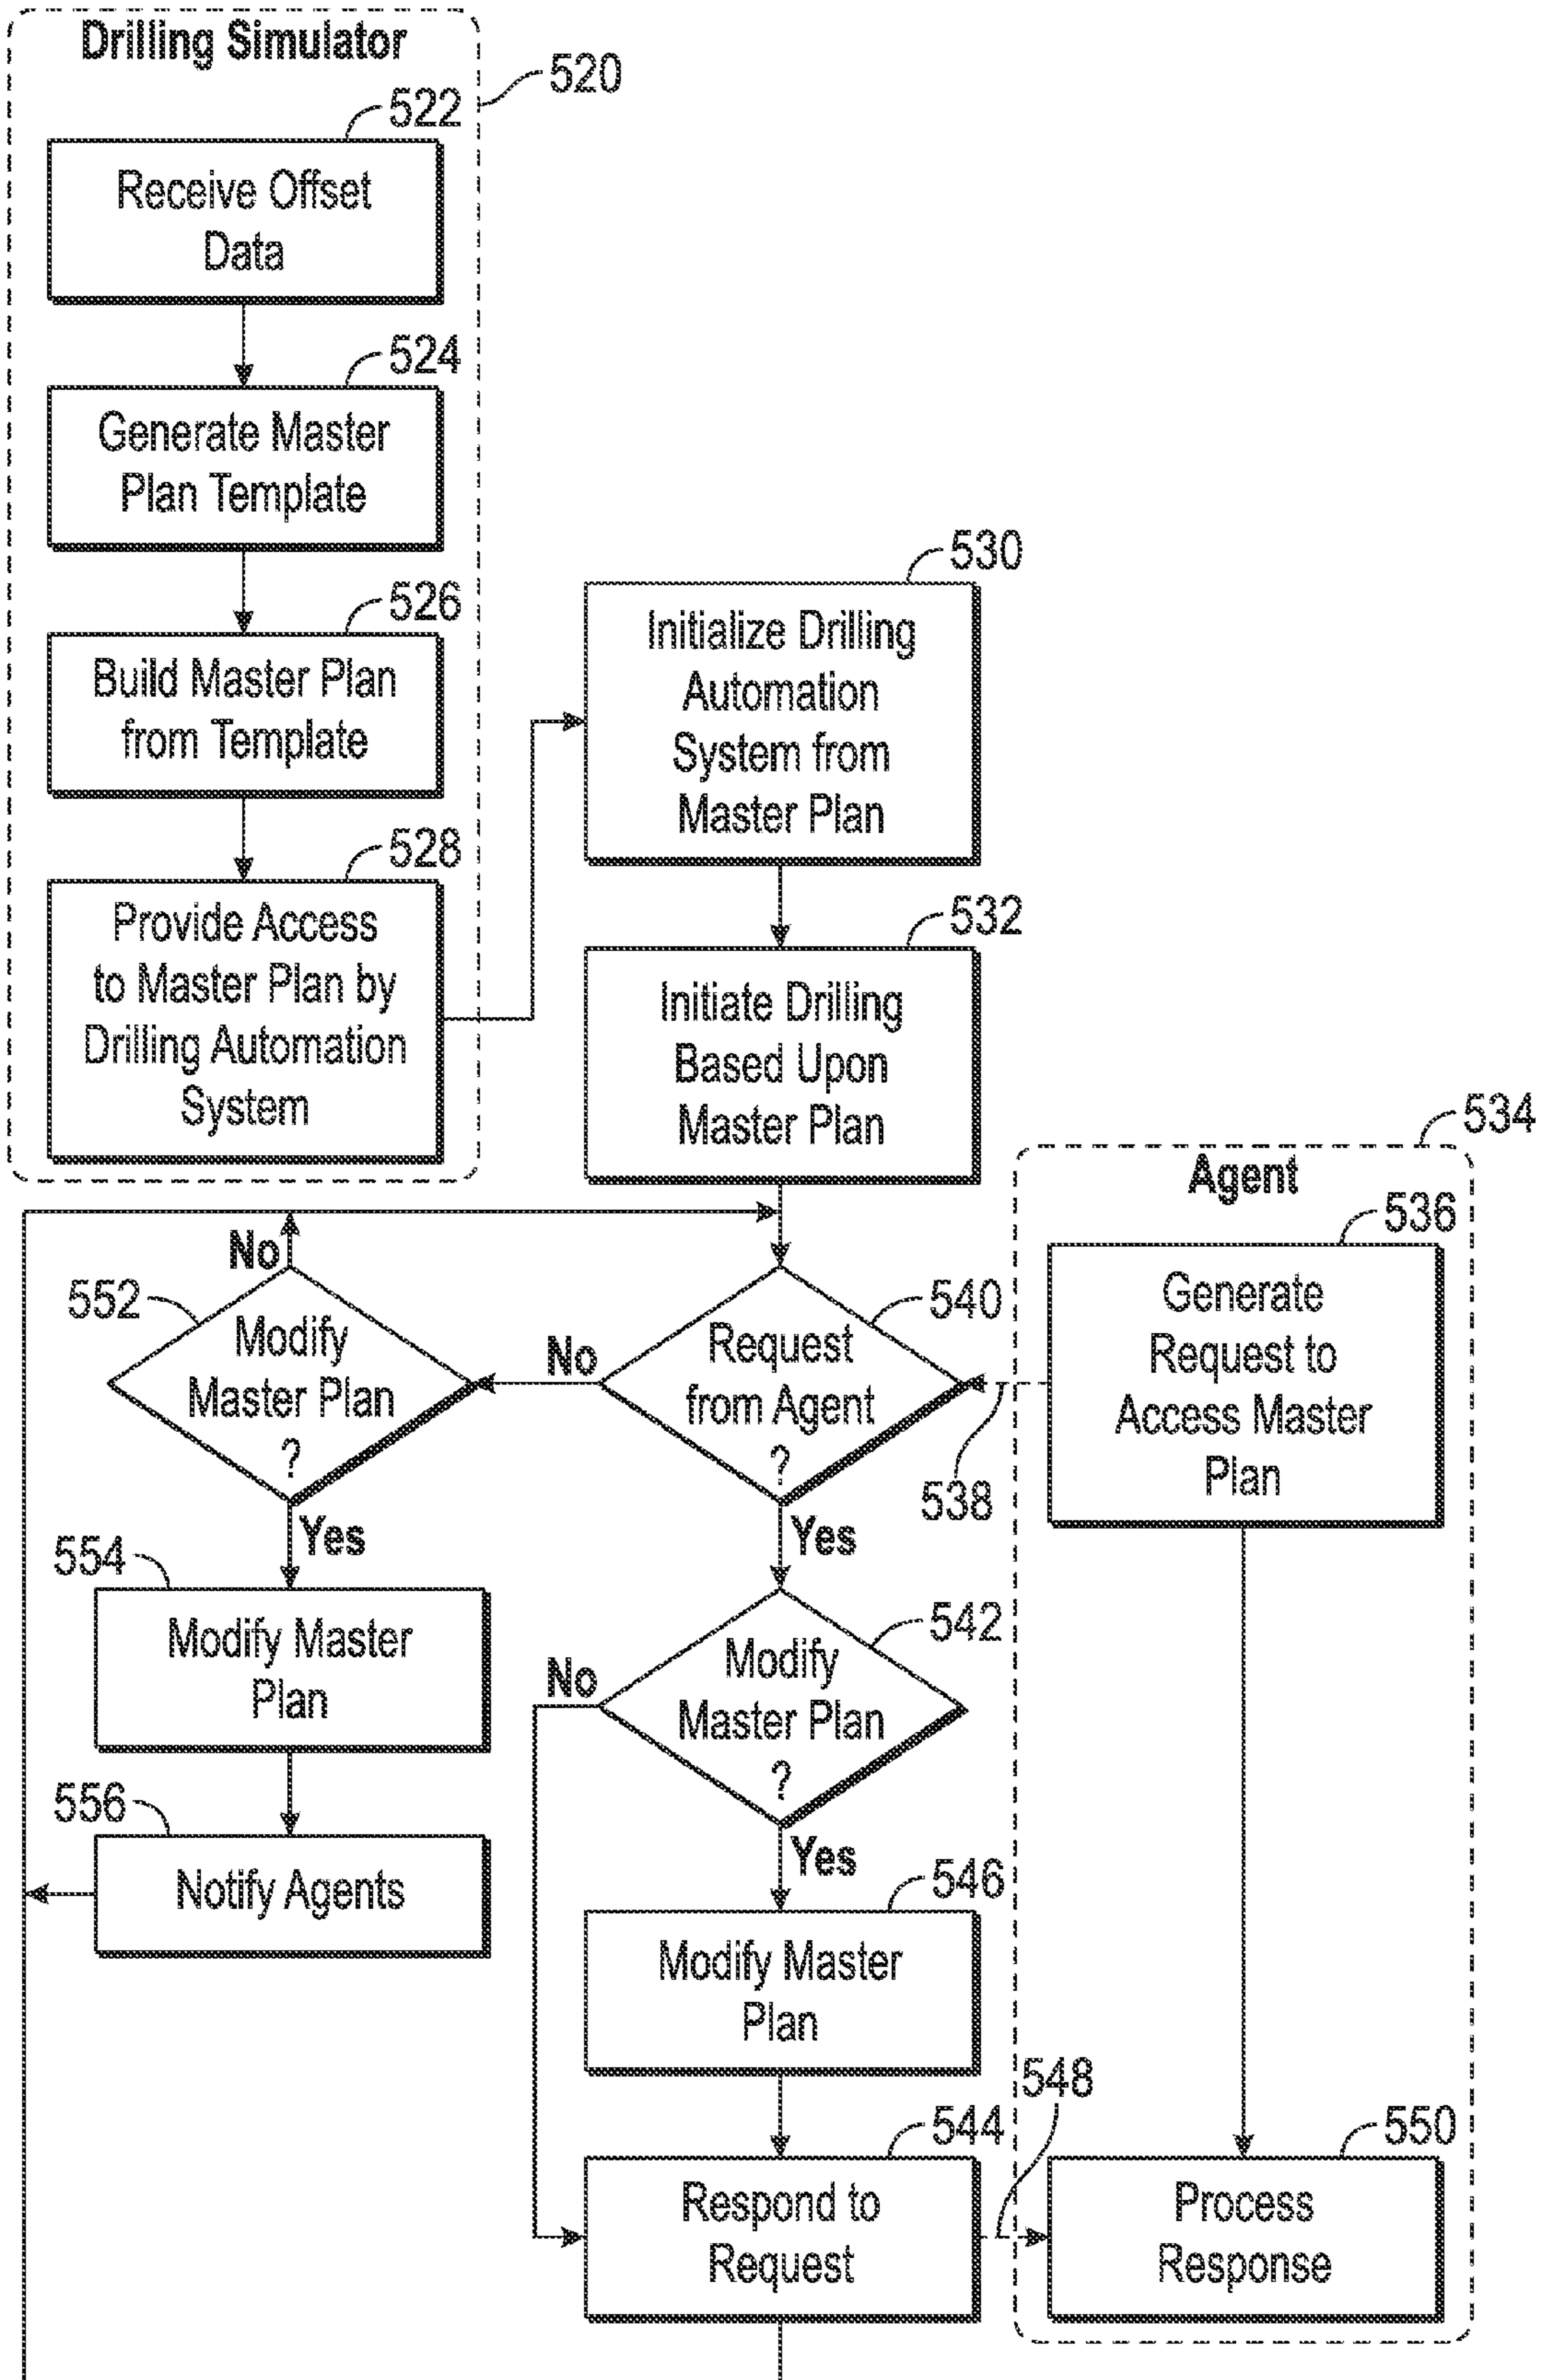 Drilling Simulator
520
522
Receive Offset
Data
524
Generate Master
Plan Template
526
Build Master Plan
from Template
528
Provide Access
to Master Plan by
Drilling Automation
System
530
Initialize Drilling
Automation
System from
Master Plan
532
Initiate Drilling
Based Upon
Master Plan
534
Agent
536
Generate
Request to
Access Master
Plan
538
540
Request
from Agent
?
No
Yes
552
Modify
Master Plan
?
No
Yes
554
Modify Master
Plan
556
Notify Agents
542
Modify
Master Plan
?
No
Yes
546
Modify Master
Plan
544
Respond to
Request
548
550
Process
Response